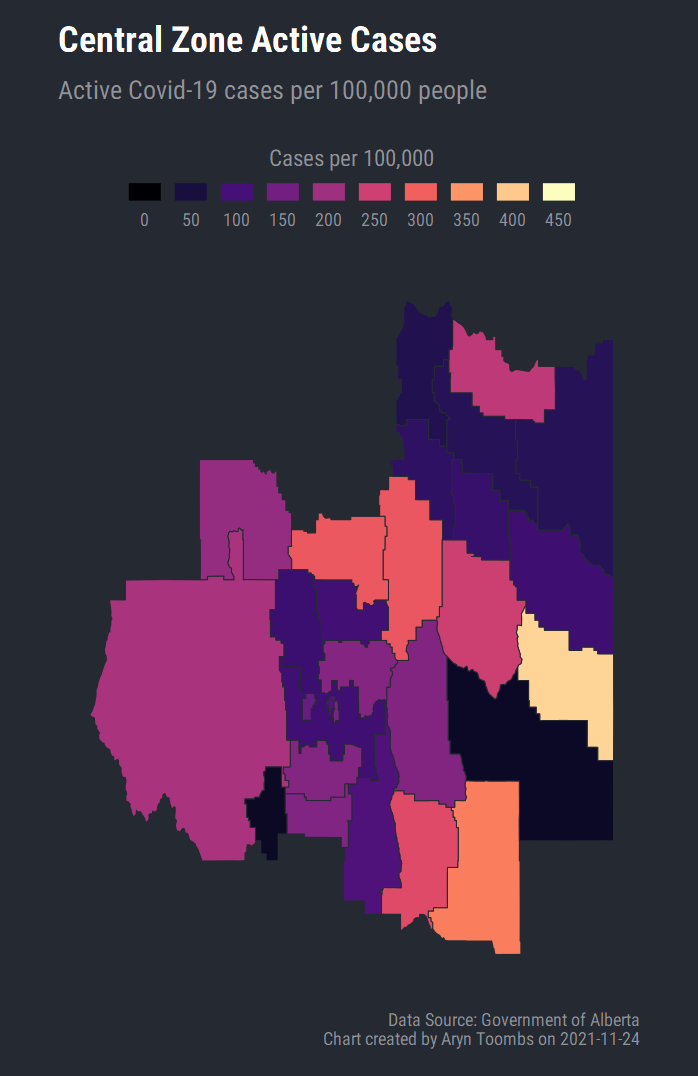 Central Zone Active Cases
Active Covid-19 cases per 100,000 people
Cases per 100,000
0 50 100 150 200 250 300 350 400 450
Data Source: Government of Alberta
Chart created by Aryn Toombs on 2021-11-24